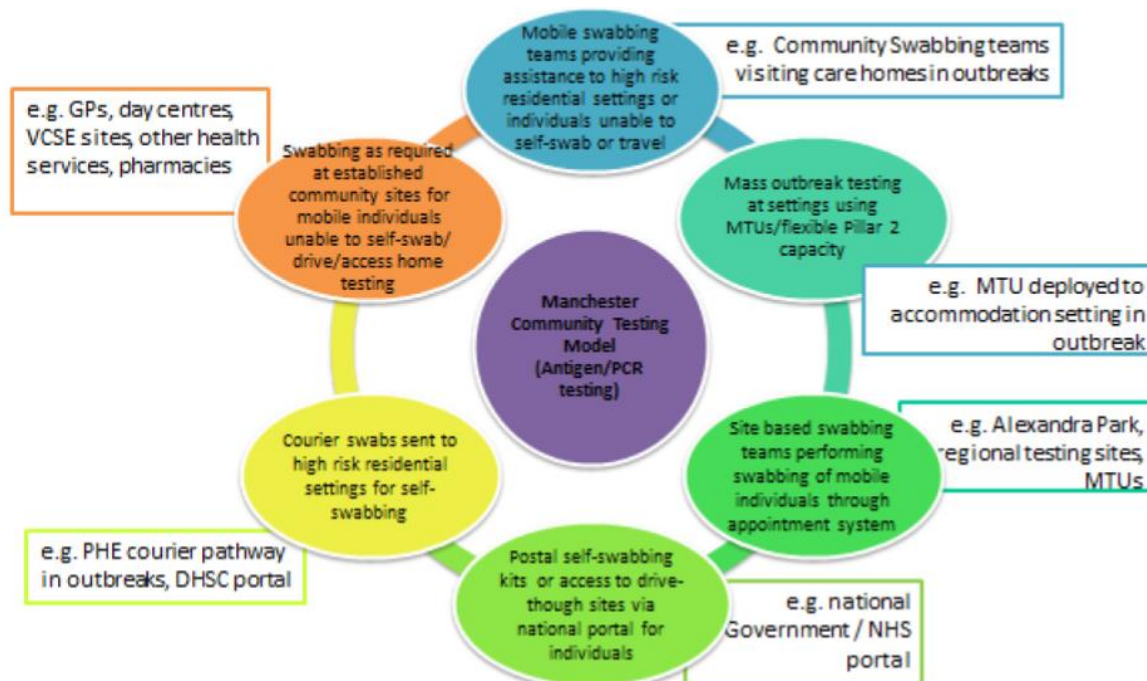 Mobile swabbing
teams providing
assistance to high risk
residential settings or
individuals unable to
self-swab or travel
e.g. Community Swabbing teams
visiting care homes in outbreaks
e.g. GPs, day centres,
VCSE sites, other health
services, pharmacies
Swabbing as required
at established
community sites for
mobile individuals
unable to self-swab/
drive/access home
testing
Mass outbreak testing
at settings using
MTUs/flexible Pillar 2
capacity
e.g. MTU deployed to
accommodation setting in
outbreak
Manchester
Community Testing
Model
(Antigen/PCR
testing)
Courier swabs sent to
high risk residential
settings for self-
swabbing
Site based swabbing
teams performing
swabbing of mobile
individuals through
appointment system
e.g. Alexandra Park,
regional testing sites,
MTUs
e.g. PHE courier pathway
in outbreaks, DHSC portal
Postal self-swabbing
kits or access to drive-
though sites via
national portal for
individuals
e.g. national
Government / NHS
portal